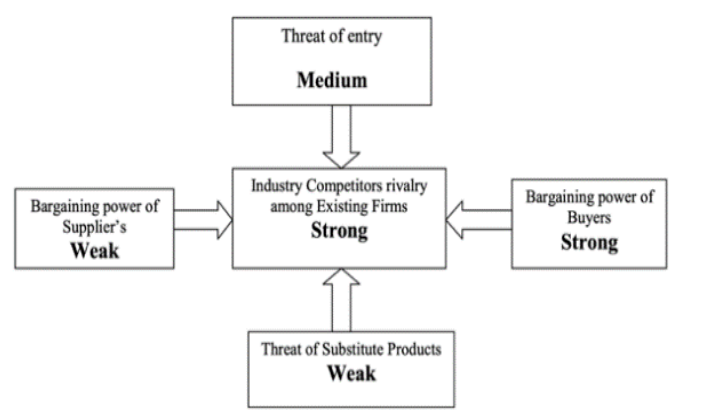 Threat of entry
Medium
Industry Competitors rivalry
among Existing Firms
Strong
Bargaining power of
Supplier's
Weak
Bargaining power of
Buyers
Strong
Threat of Substitute Products
Weak